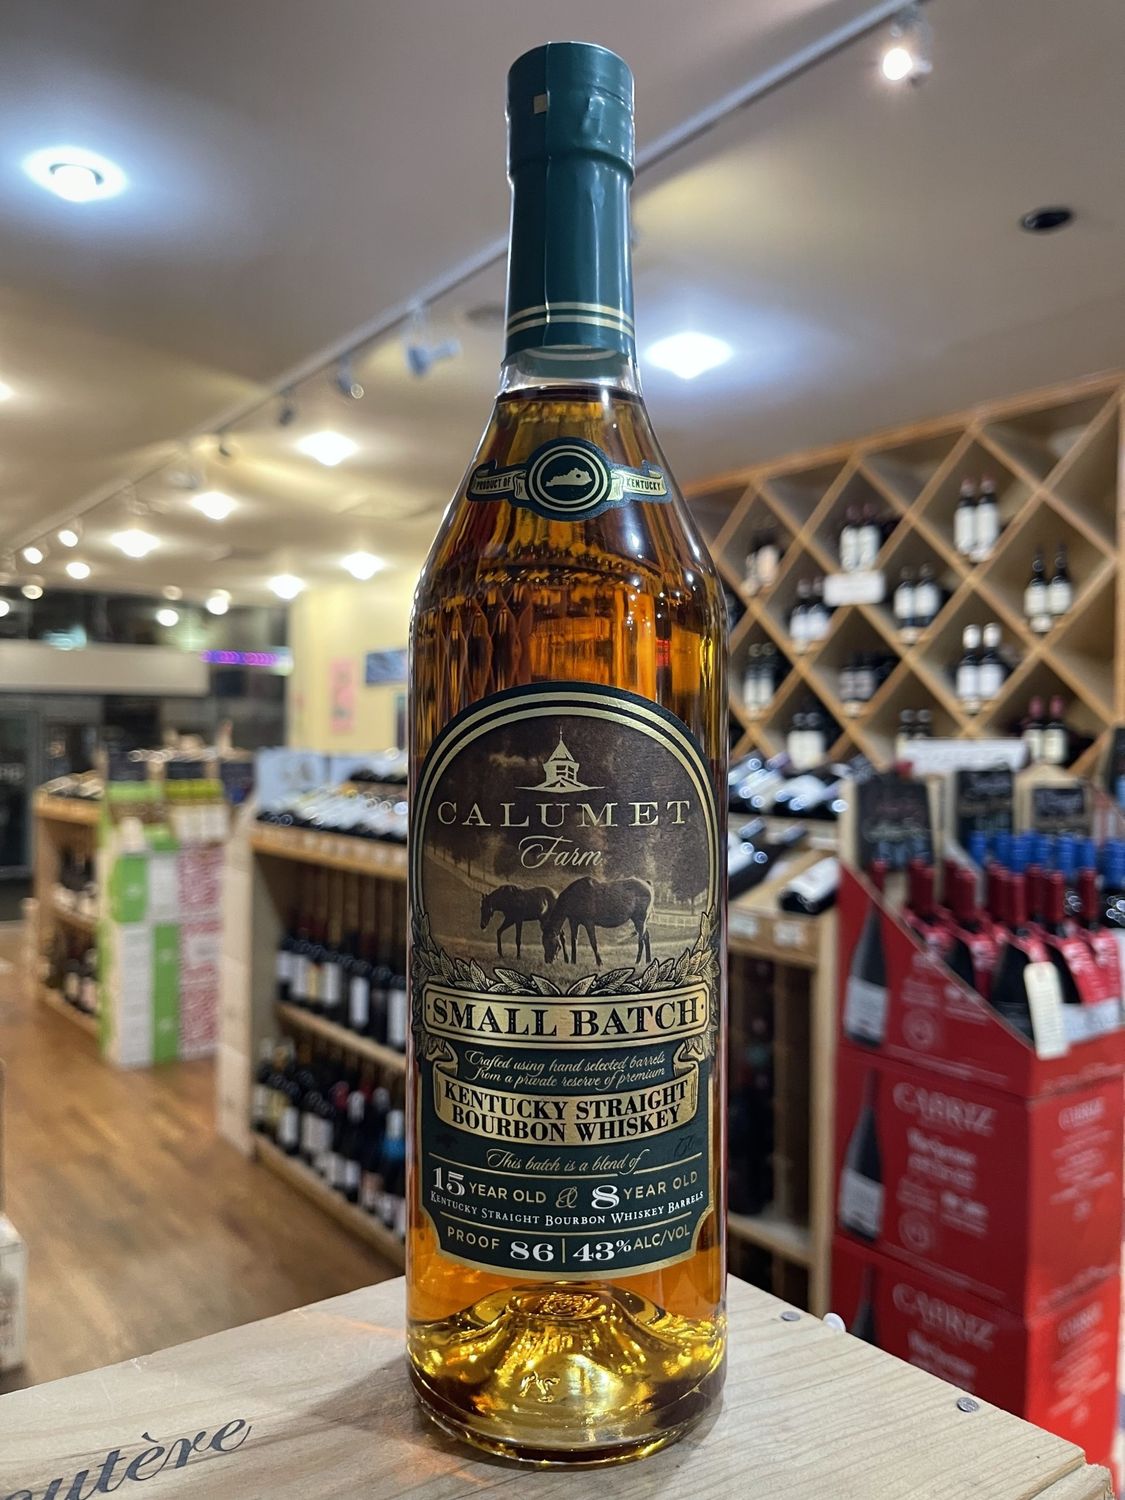 PRODUCT OF KENTUCKY
CALUMET
Farm
·SMALL BATCH·
Crafted using hand selected barrels
from a private reserve of premium
KENTUCKY STRAIGHT
BOURBON WHISKEY
This batch is a blend of
15 YEAR OLD & 8 YEAR OLD
KENTUCKY STRAIGHT BOURBON WHISKEY BARRELS
PROOF 86 | 43% ALC/VOL
CABRIZ
CABRIZ